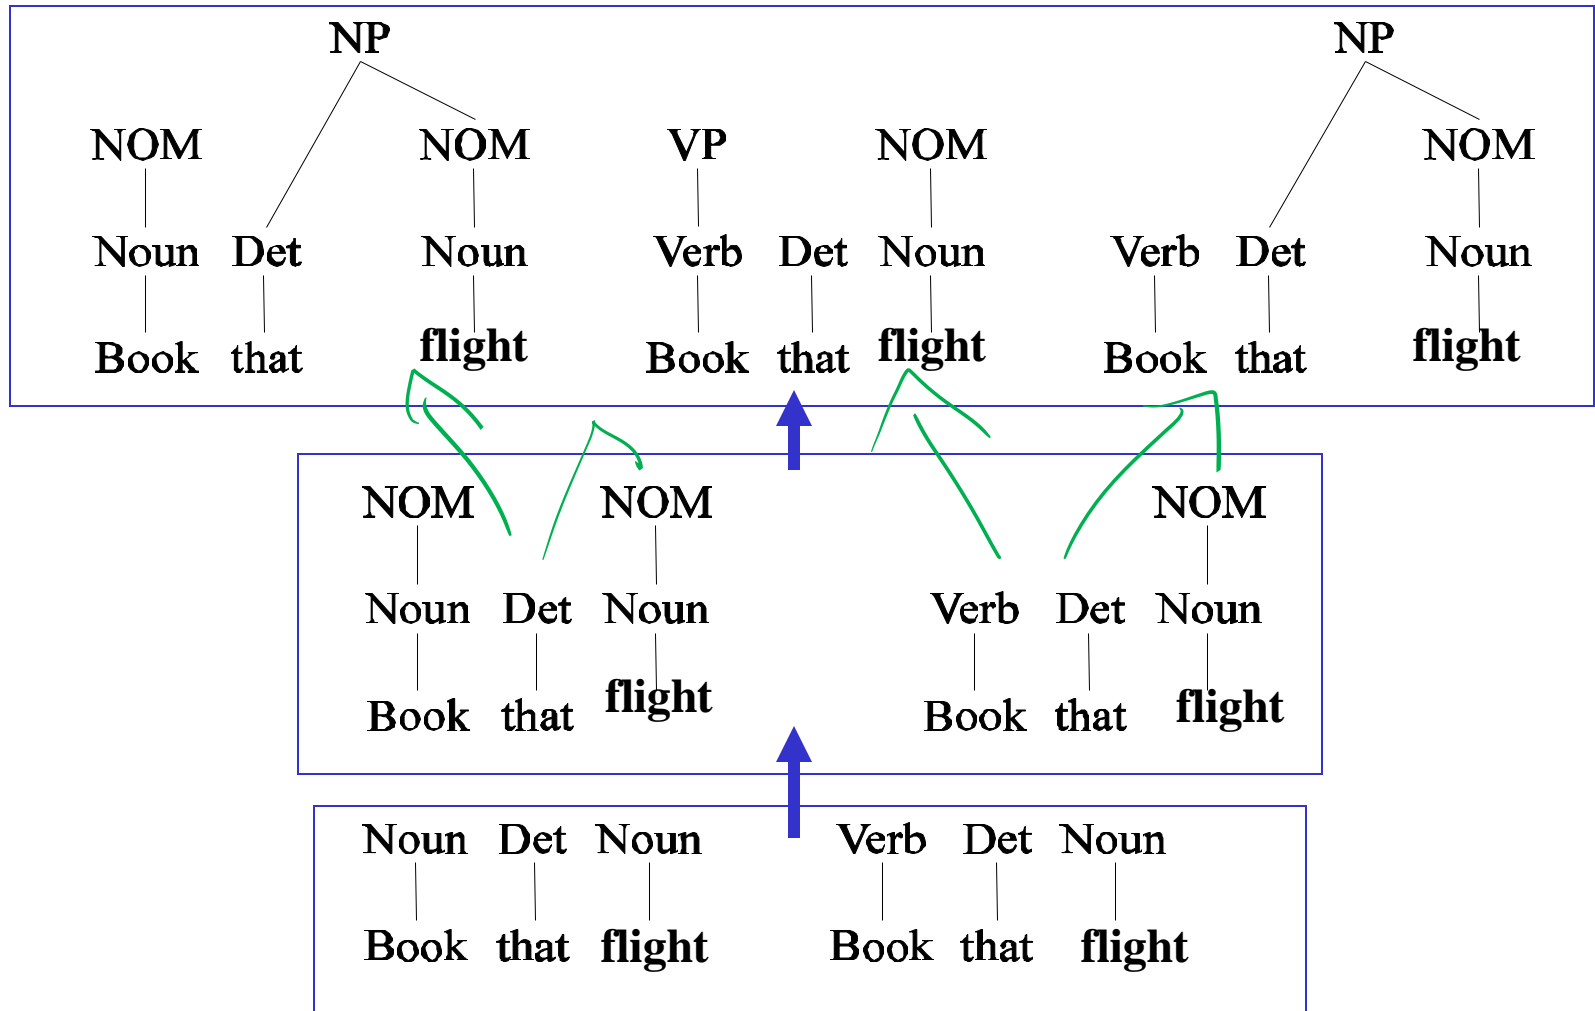 NP NP
NOM NOM VP NOM NOM
Noun Det Noun Verb Det Noun Verb Det Noun
Book that flight Book that flight Book that flight
NOM NOM NOM
Noun Det Noun Verb Det Noun
Book that flight Book that flight
Noun Det Noun Verb Det Noun
Book that flight Book that flight